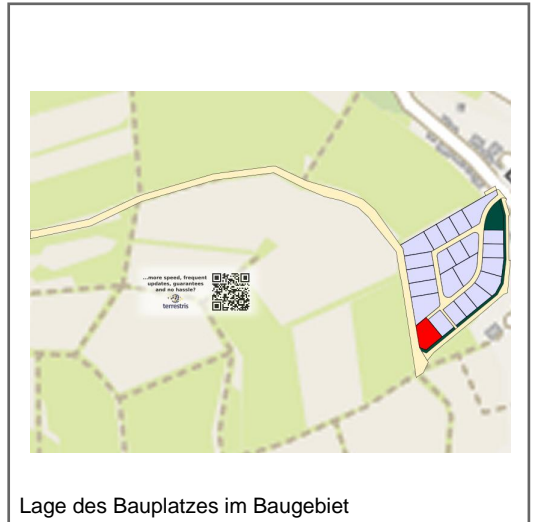 ...more speed, frequent
updates, guarantees
and no hassle?
terrestris
Lage des Bauplatzes im Baugebiet